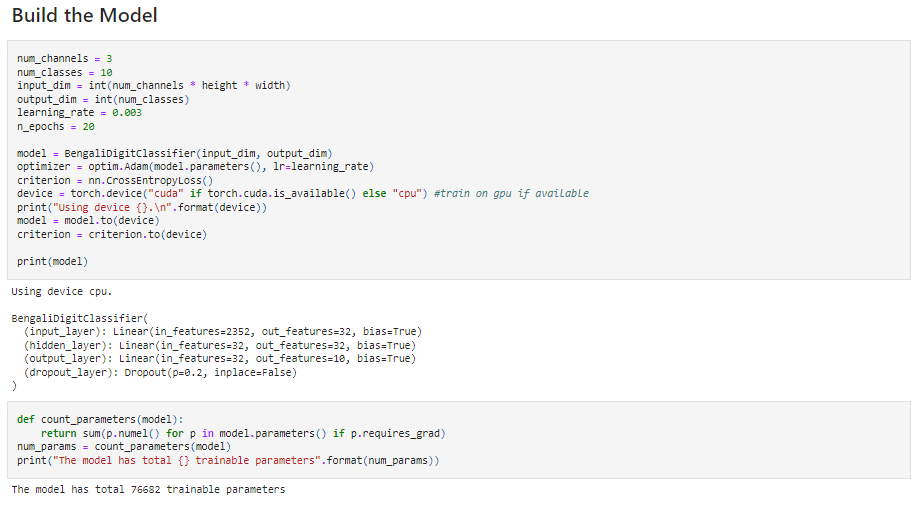 Build the Model
num_channels = 3
num_classes = 10
input_dim = int(num_channels * height * width)
output_dim = int(num_classes)
learning_rate = 0.003
n_epochs = 20
model = BengaliDigitClassifier(input_dim, output_dim)
optimizer = optim.Adam(model.parameters(), lr=learning_rate)
criterion = nn.CrossEntropyLoss()
device = torch.device("cuda" if torch.cuda.is_available() else "cpu") #train on gpu if available
print("Using device {}.\n".format(device))
model = model.to(device)
criterion = criterion.to(device)
print(model)
Using device cpu.
BengaliDigitClassifier(
  (input_layer): Linear(in_features=2352, out_features=32, bias=True)
  (hidden_layer): Linear(in_features=32, out_features=32, bias=True)
  (output_layer): Linear(in_features=32, out_features=10, bias=True)
  (dropout_layer): Dropout(p=0.2, inplace=False)
)
def count_parameters(model):
    return sum(p.numel() for p in model.parameters() if p.requires_grad)
num_params = count_parameters(model)
print("The model has total {} trainable parameters".format(num_params))
The model has total 76682 trainable parameters